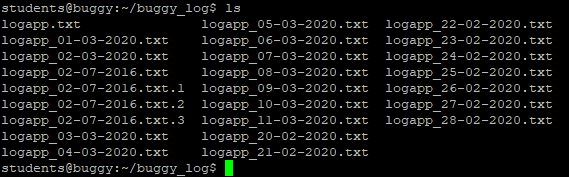 students@buggy:~/buggy_log$ ls
logapp.txt logapp_05-03-2020.txt logapp_22-02-2020.txt
logapp_01-03-2020.txt logapp_06-03-2020.txt logapp_23-02-2020.txt
logapp_02-03-2020.txt logapp_07-03-2020.txt logapp_24-02-2020.txt
logapp_02-07-2016.txt logapp_08-03-2020.txt logapp_25-02-2020.txt
logapp_02-07-2016.txt.1 logapp_09-03-2020.txt logapp_26-02-2020.txt
logapp_02-07-2016.txt.2 logapp_10-03-2020.txt logapp_27-02-2020.txt
logapp_02-07-2016.txt.3 logapp_11-03-2020.txt logapp_28-02-2020.txt
logapp_03-03-2020.txt logapp_20-02-2020.txt
logapp_04-03-2020.txt logapp_21-02-2020.txt
students@buggy:~/buggy_log$